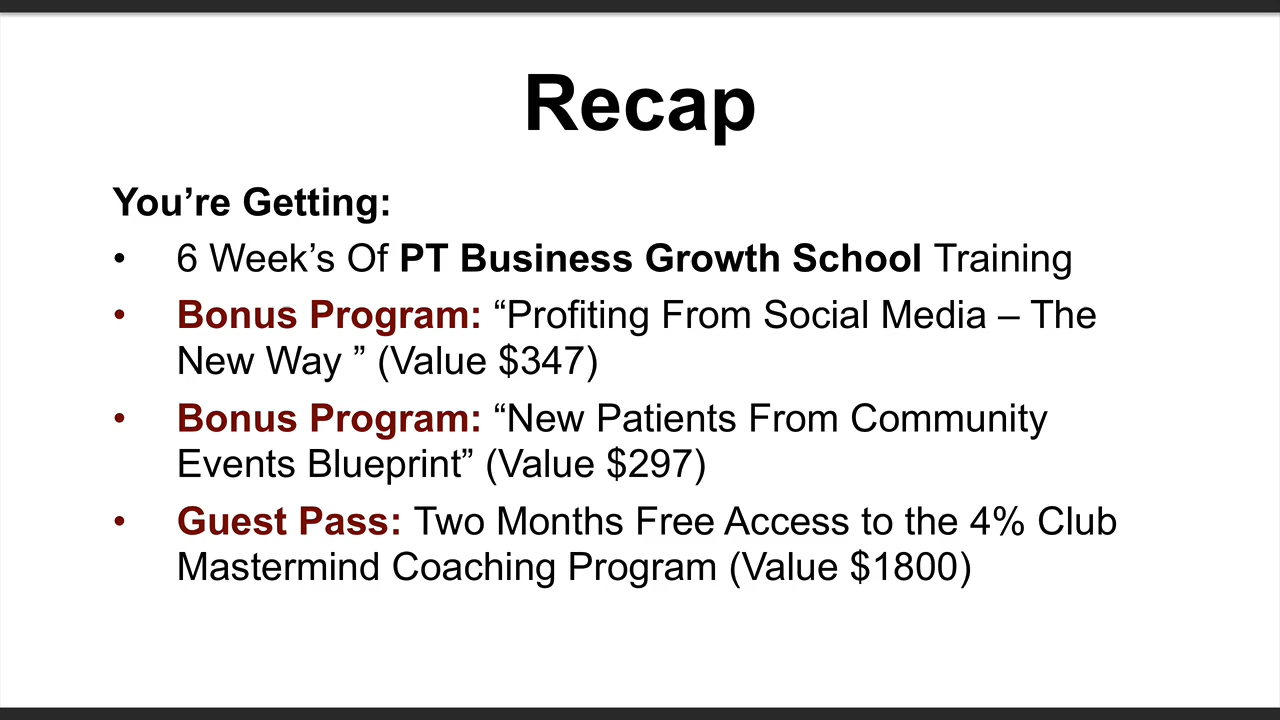 Recap
You’re Getting:
• 6 Week’s Of PT Business Growth School Training
• Bonus Program: “Profiting From Social Media – The
New Way ” (Value $347)
• Bonus Program: “New Patients From Community
Events Blueprint” (Value $297)
• Guest Pass: Two Months Free Access to the 4% Club
Mastermind Coaching Program (Value $1800)